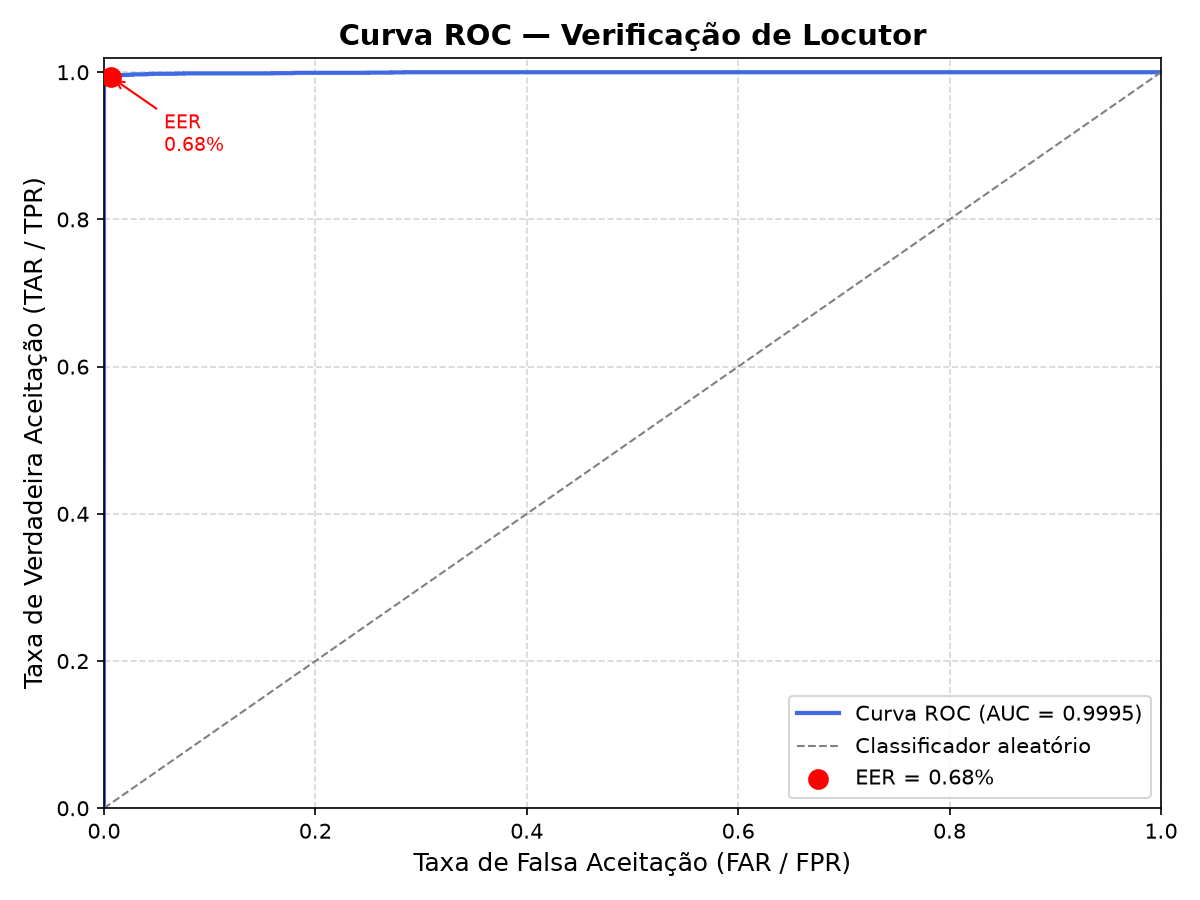 Curva ROC — Verificação de Locutor
Taxa de Verdadeira Aceitação (TAR / TPR)
1.0
0.8
0.6
0.4
0.2
0.0
EER
0.68%
Curva ROC (AUC = 0.9995)
Classificador aleatório
EER = 0.68%
0.0 0.2 0.4 0.6 0.8 1.0
Taxa de Falsa Aceitação (FAR / FPR)